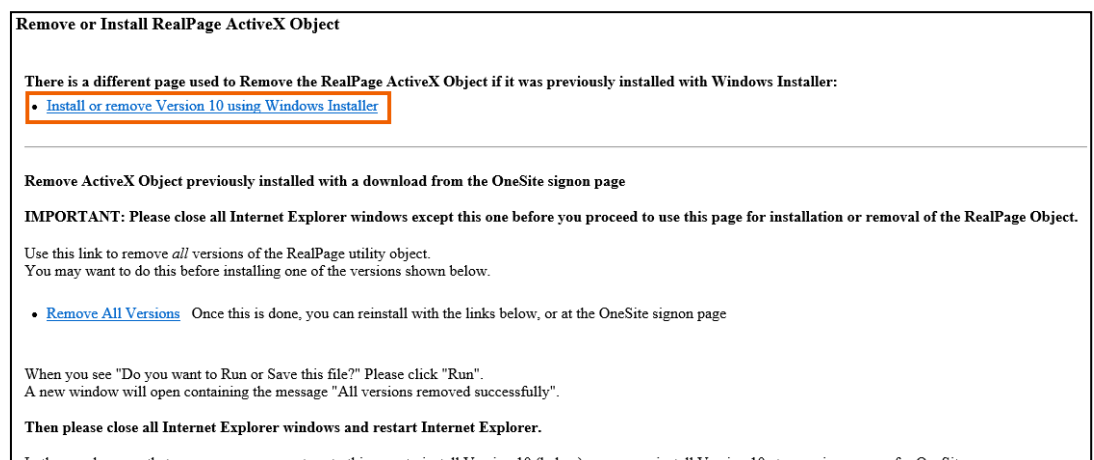 Remove or Install RealPage ActiveX Object
There is a different page used to Remove the RealPage ActiveX Object if it was previously installed with Windows Installer:
• Install or remove Version 10 using Windows Installer
Remove ActiveX Object previously installed with a download from the OneSite signon page
IMPORTANT: Please close all Internet Explorer windows except this one before you proceed to use this page for installation or removal of the RealPage Object.
Use this link to remove all versions of the RealPage utility object.
You may want to do this before installing one of the versions shown below.
• Remove All Versions Once this is done, you can reinstall with the links below, or at the OneSite signon page
When you see "Do you want to Run or Save this file?" Please click "Run".
A new window will open containing the message "All versions removed successfully".
Then please close all Internet Explorer windows and restart Internet Explorer.